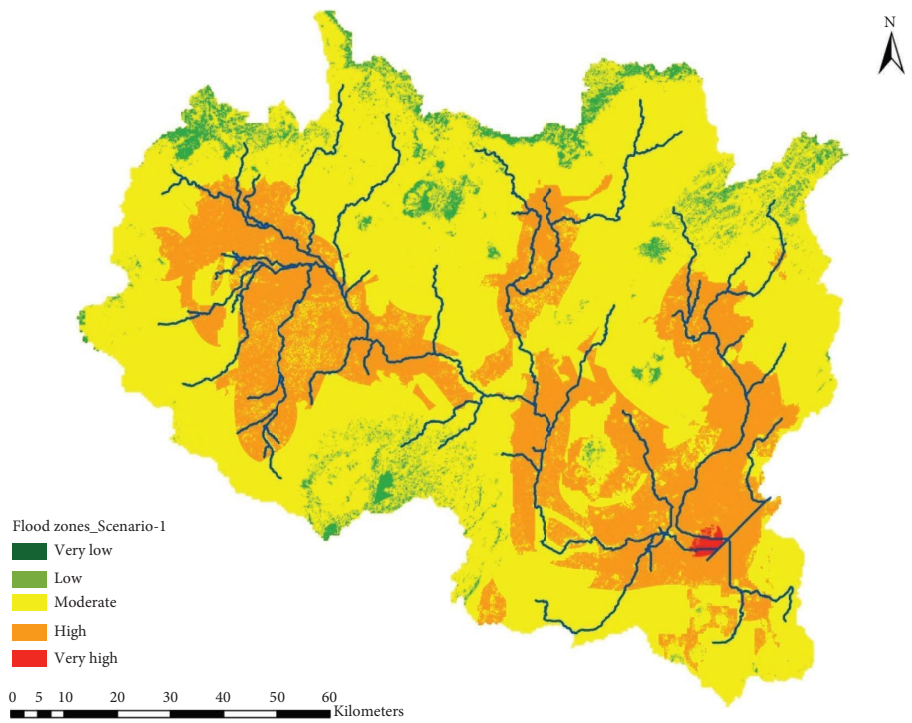 N
Flood zones_Scenario-1
Very low
Low
Moderate
High
Very high
0 5 10 20 30 40 50 60
Kilometers